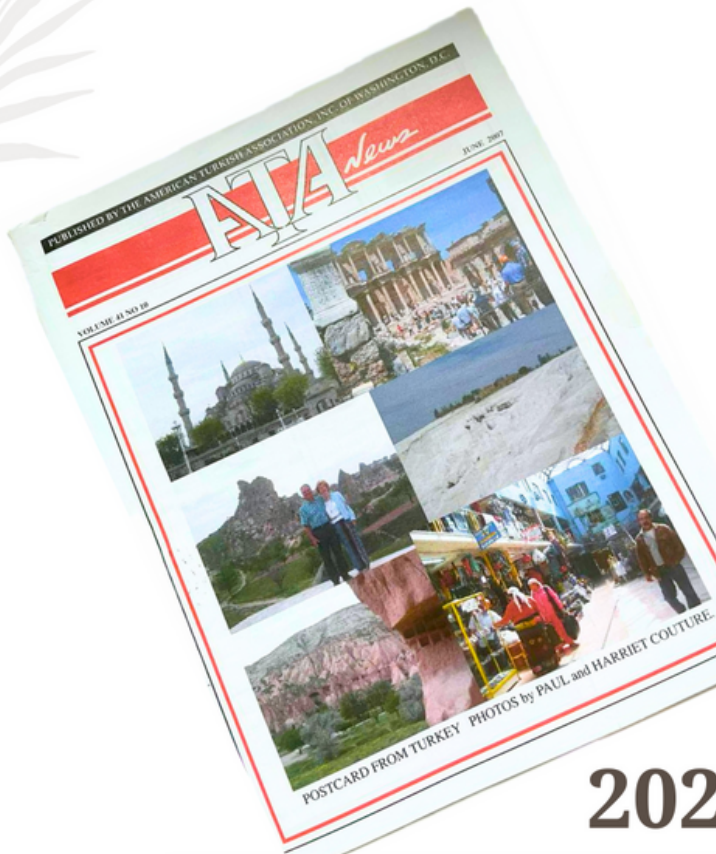 PUBLISHED BY THE AMERICAN TURKISH ASSOCIATION, INC. OF WASHINGTON, D.C.
ATA News
JUNE 2007
VOLUME 41 NO 10
POSTCARD FROM TURKEY PHOTOS by PAUL and HARRIET COUTURE.
202